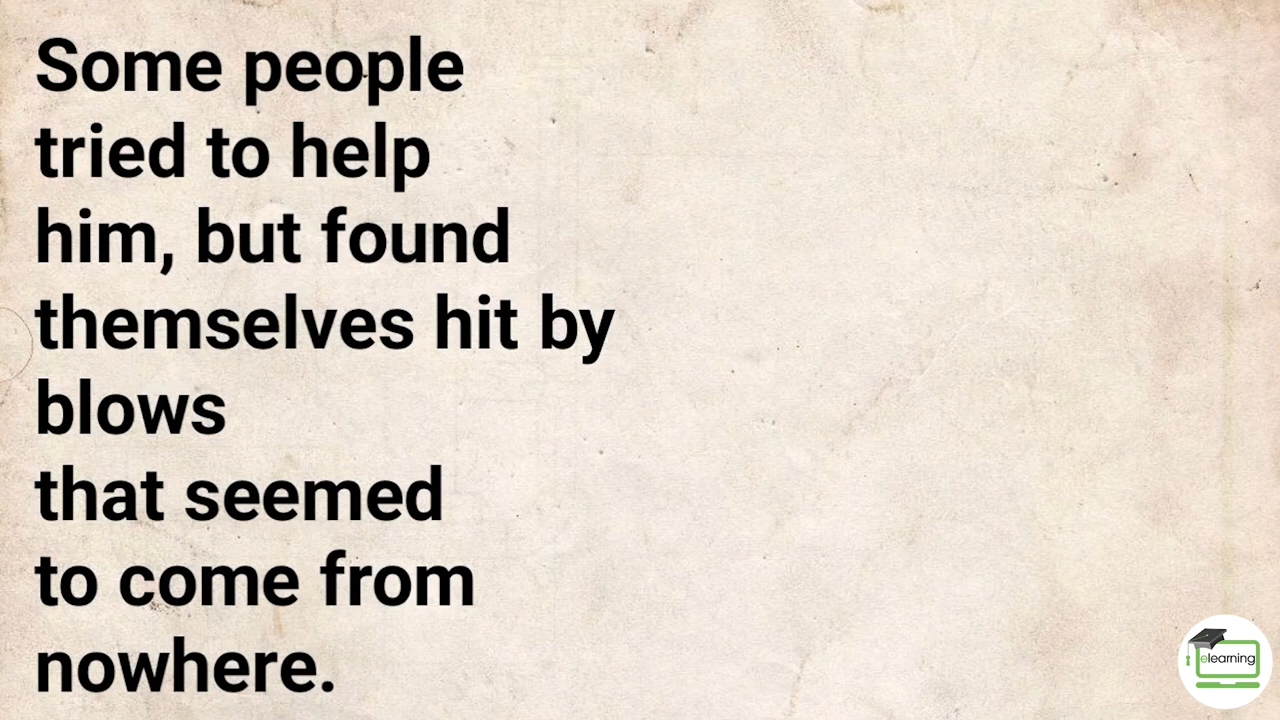 Some people
tried to help
him, but found
themselves hit by
blows
that seemed
to come from
nowhere.
elearning